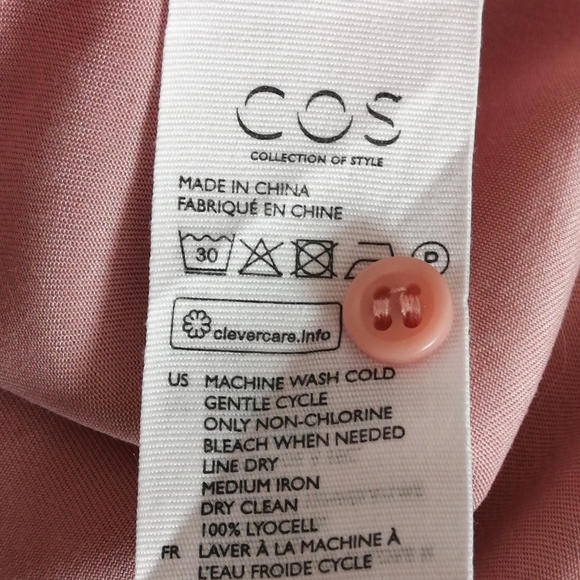 COS
COLLECTION OF STYLE
MADE IN CHINA
FABRIQUÉ EN CHINE
30 P
clevercare.info
US MACHINE WASH COLD
GENTLE CYCLE
ONLY NON-CHLORINE
BLEACH WHEN NEEDED
LINE DRY
MEDIUM IRON
DRY CLEAN
100% LYOCELL
FR LAVER À LA MACHINE À
L'EAU FROIDE CYCLE